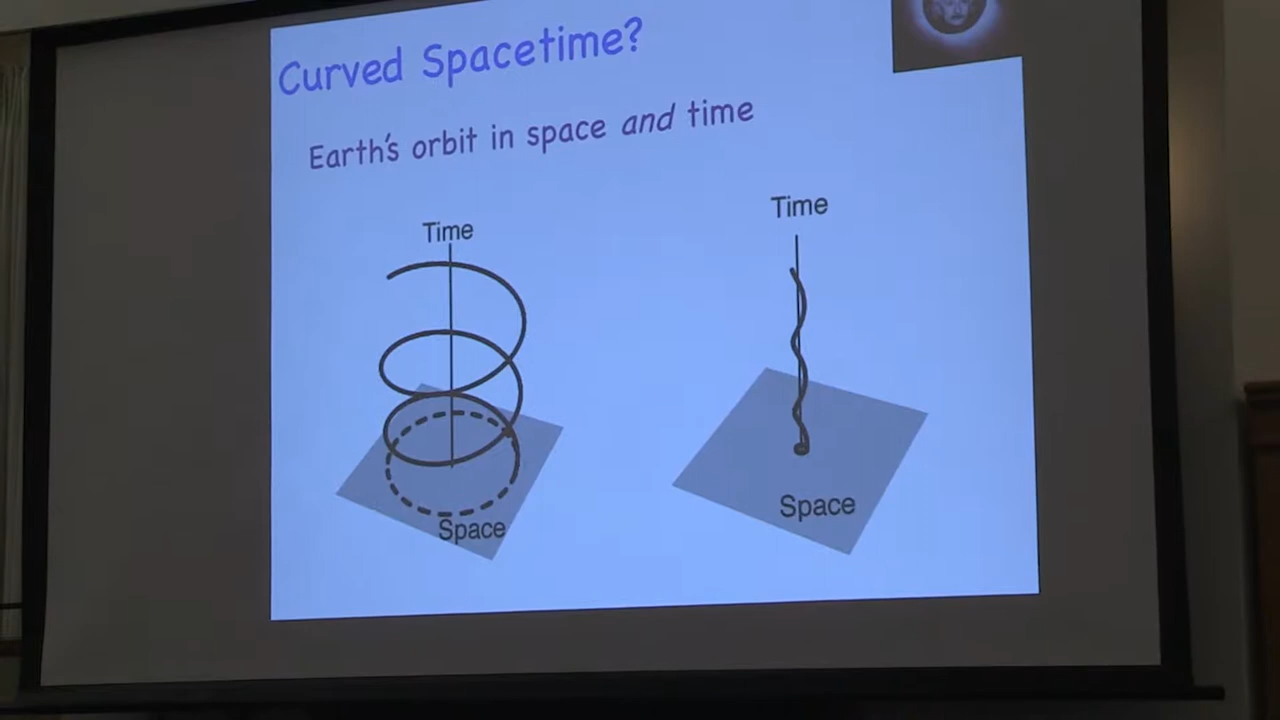 Curved Spacetime?
Earth's orbit in space and time
Time
Time
Space
Space